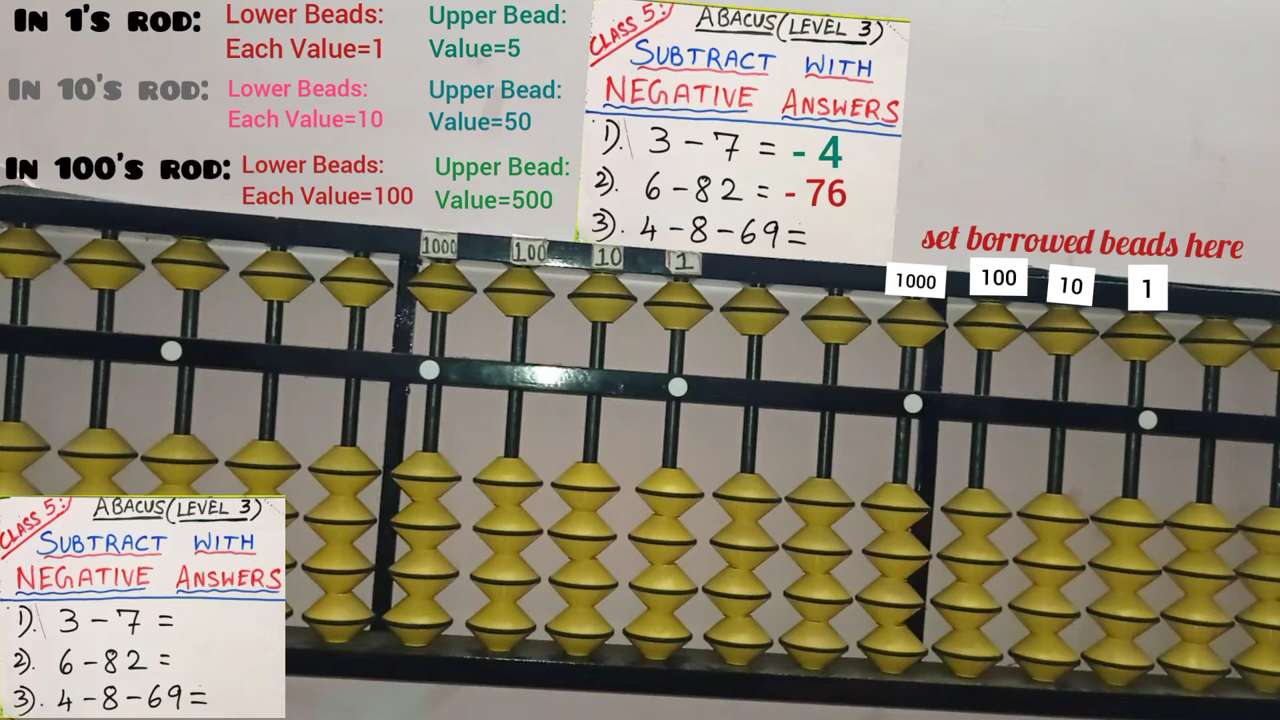 IN 1'S ROD:
Lower Beads:
Each Value=1
Upper Bead:
Value=5
IN 10'S ROD:
Lower Beads:
Each Value=10
Upper Bead:
Value=50
IN 100'S ROD:
Lower Beads:
Each Value=100
Upper Bead:
Value=500
CLASS 5:
ABACUS (LEVEL 3)
SUBTRACT WITH
NEGATIVE ANSWERS
1). 3 - 7 = - 4
2). 6 - 82 = - 76
3). 4 - 8 - 69 =
set borrowed beads here
1000 100 10 1
1000 100 10 1
CLASS 5:
ABACUS (LEVEL 3)
SUBTRACT WITH
NEGATIVE ANSWERS
1). 3 - 7 =
2). 6 - 82 =
3). 4 - 8 - 69 =